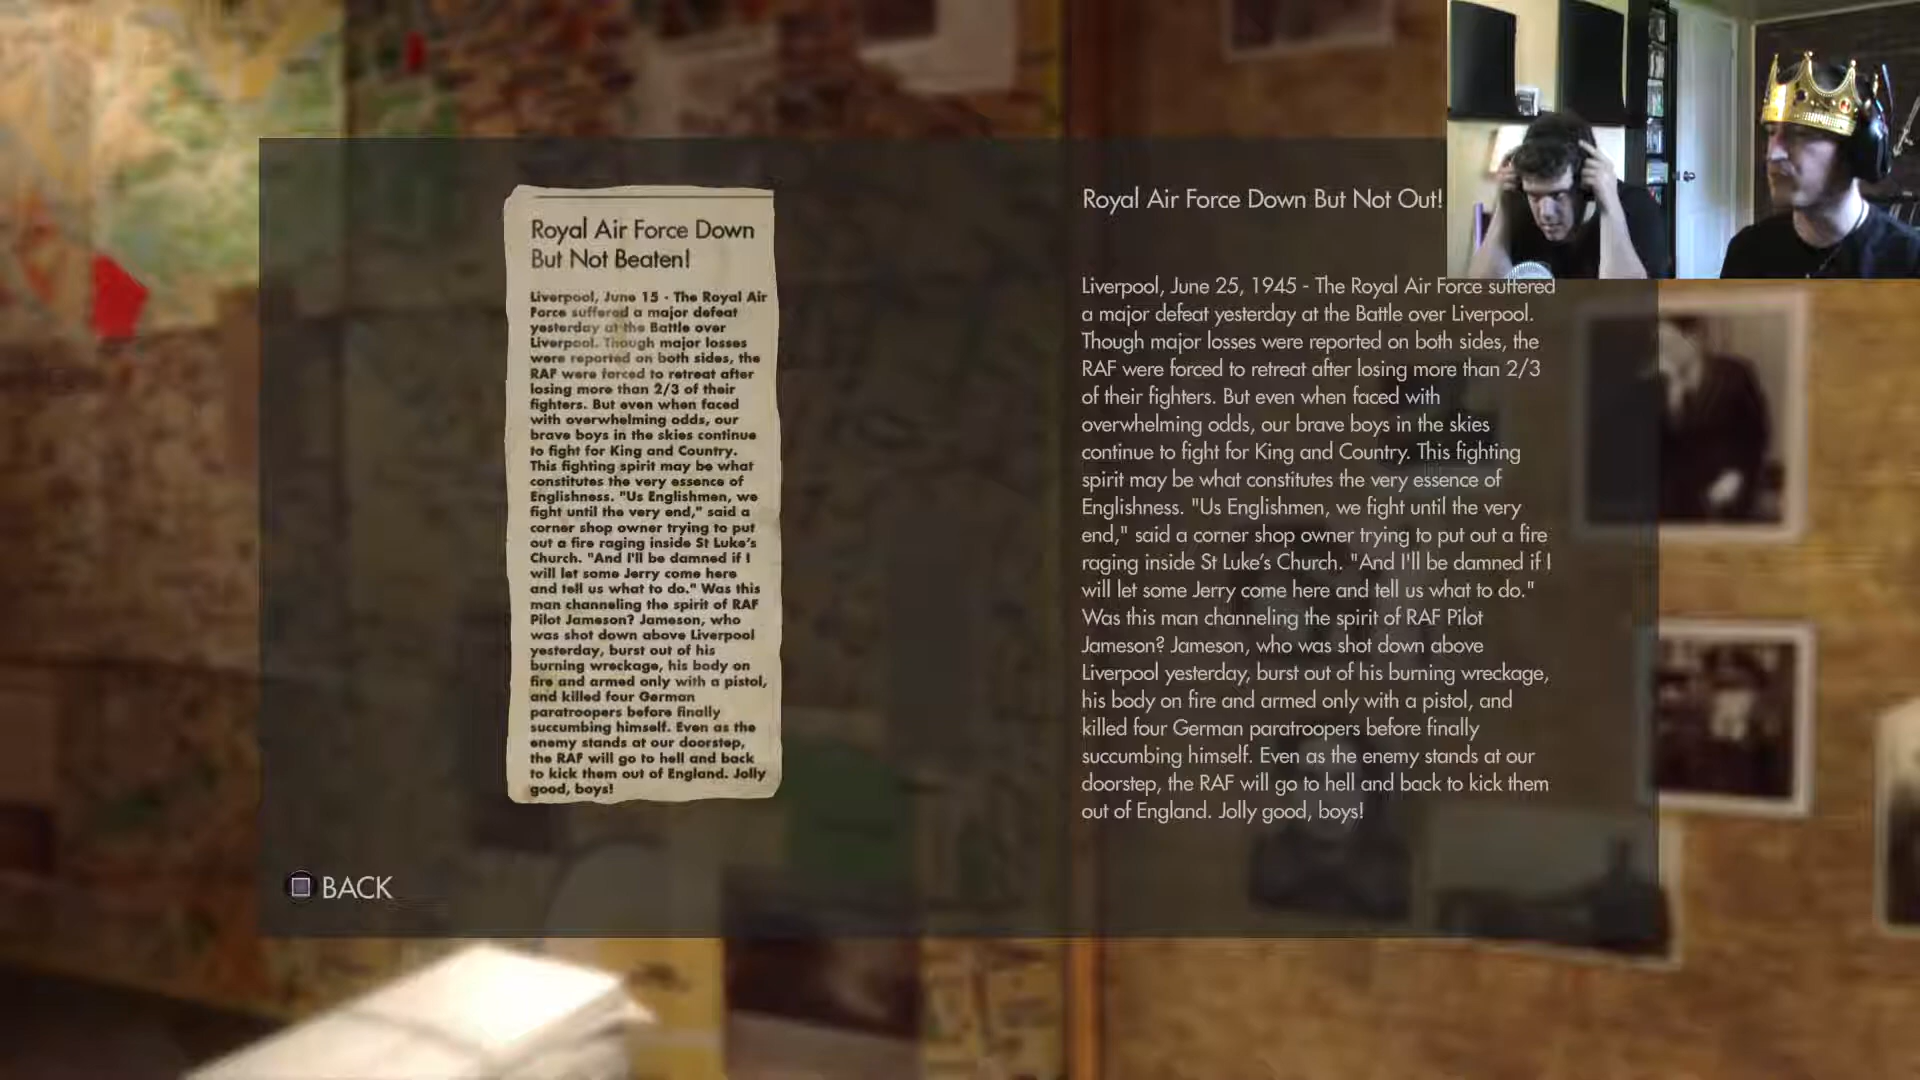 Royal Air Force Down
But Not Beaten!
Liverpool, June 15 - The Royal Air
Force suffered a major defeat
yesterday at the Battle over
Liverpool. Though major losses
were reported on both sides, the
RAF were forced to retreat after
losing more than 2/3 of their
fighters. But even when faced
with overwhelming odds, our
brave boys in the skies continue
to fight for King and Country.
This fighting spirit may be what
constitutes the very essence of
Englishness. "Us Englishmen, we
fight until the very end," said a
corner shop owner trying to put
out a fire raging inside St Luke's
Church. "And I'll be damned if I
will let some Jerry come here
and tell us what to do." Was this
man channeling the spirit of RAF
Pilot Jameson? Jameson, who
was shot down above Liverpool
yesterday, burst out of his
burning wreckage, his body on
fire and armed only with a pistol,
and killed four German
paratroopers before finally
succumbing himself. Even as the
enemy stands at our doorstep,
the RAF will go to hell and back
to kick them out of England. Jolly
good, boys!
Royal Air Force Down But Not Out!
Liverpool, June 25, 1945 - The Royal Air Force suffered
a major defeat yesterday at the Battle over Liverpool.
Though major losses were reported on both sides, the
RAF were forced to retreat after losing more than 2/3
of their fighters. But even when faced with
overwhelming odds, our brave boys in the skies
continue to fight for King and Country. This fighting
spirit may be what constitutes the very essence of
Englishness. "Us Englishmen, we fight until the very
end," said a corner shop owner trying to put out a fire
raging inside St Luke's Church. "And I'll be damned if I
will let some Jerry come here and tell us what to do."
Was this man channeling the spirit of RAF Pilot
Jameson? Jameson, who was shot down above
Liverpool yesterday, burst out of his burning wreckage,
his body on fire and armed only with a pistol, and
killed four German paratroopers before finally
succumbing himself. Even as the enemy stands at our
doorstep, the RAF will go to hell and back to kick them
out of England. Jolly good, boys!
BACK